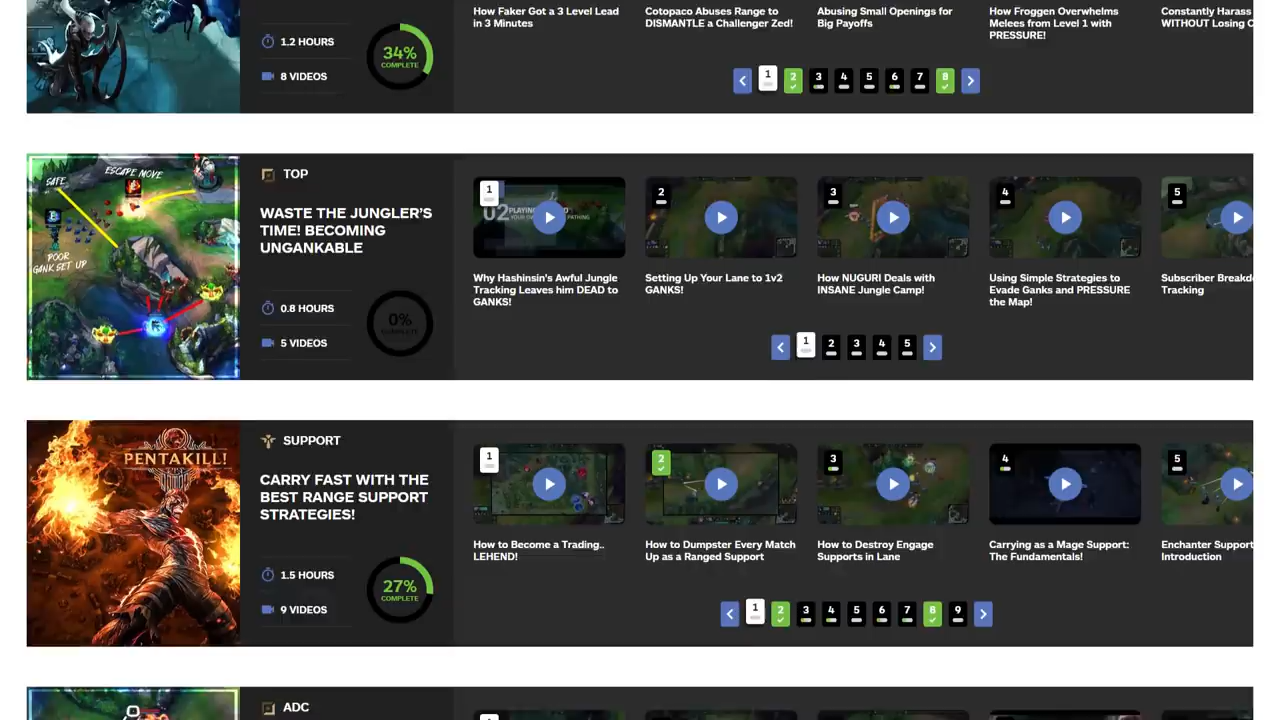 How Faker Got a 3 Level Lead
in 3 Minutes
Cotopaco Abuses Range to
DISMANTLE a Challenger Zed!
Abusing Small Openings for
Big Payoffs
How Froggen Overwhelms
Melees from Level 1 with
PRESSURE!
Constantly Harass
WITHOUT Losing C
1.2 HOURS
8 VIDEOS
34%
COMPLETE
1 2 3 4 5 6 7 8
SAFE
ESCAPE MOVE
POOR
GANK SET UP
TOP
WASTE THE JUNGLER'S
TIME! BECOMING
UNGANKABLE
0.8 HOURS
5 VIDEOS
0%
COMPLETE
1
02
2
3
4
5
Why Hashinsin's Awful Jungle
Tracking Leaves him DEAD to
GANKS!
Setting Up Your Lane to 1v2
GANKS!
How NUGURI Deals with
INSANE Jungle Camp!
Using Simple Strategies to
Evade Ganks and PRESSURE
the Map!
Subscriber Breakd
Tracking
1 2 3 4 5
PENTAKILL!
SUPPORT
CARRY FAST WITH THE
BEST RANGE SUPPORT
STRATEGIES!
1.5 HOURS
9 VIDEOS
27%
COMPLETE
1
2
3
4
5
How to Become a Trading..
LEHEND!
How to Dumpster Every Match
Up as a Ranged Support
How to Destroy Engage
Supports in Lane
Carrying as a Mage Support:
The Fundamentals!
Enchanter Support
Introduction
1 2 3 4 5 6 7 8 9
ADC